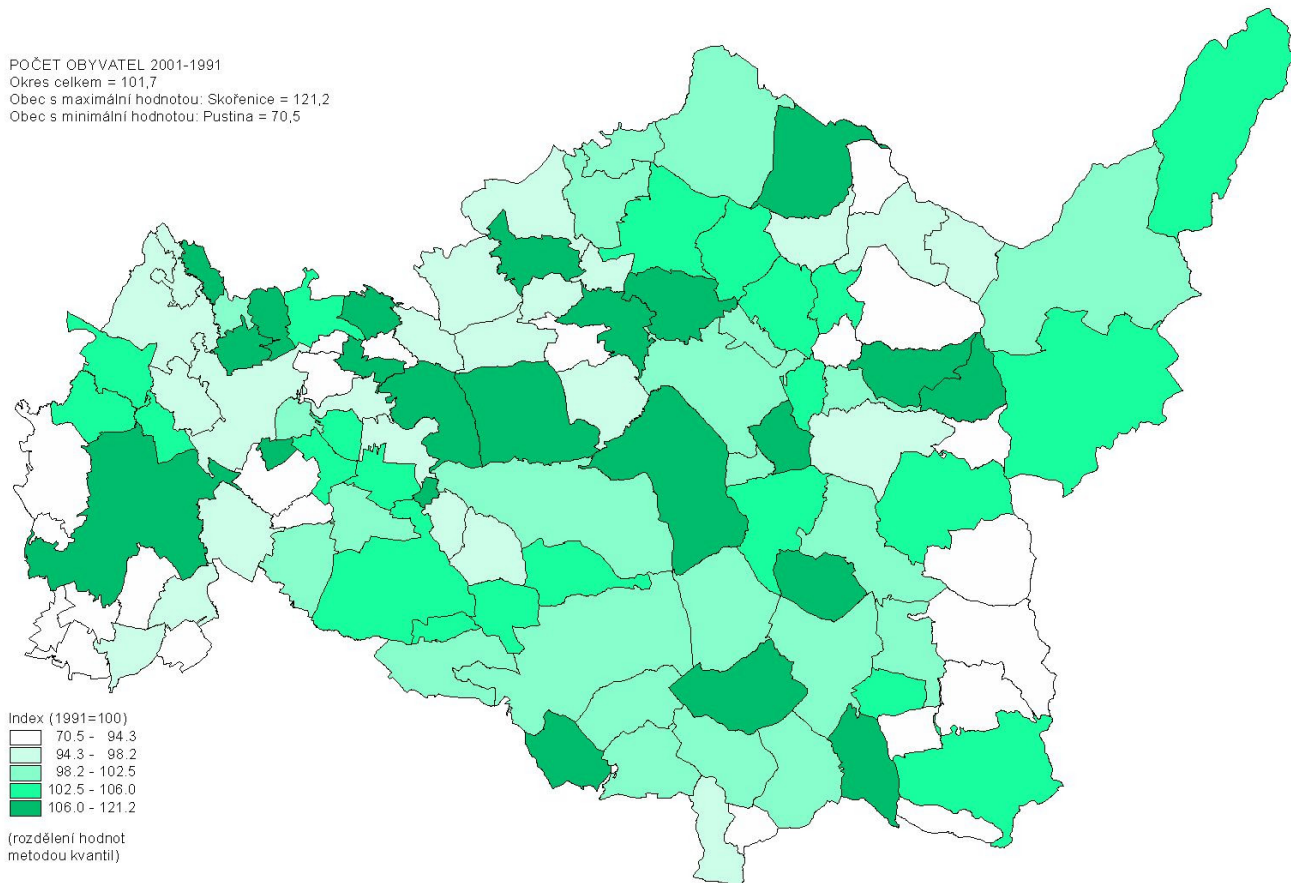 POČET OBYVATEL 2001-1991
Okres celkem = 101,7
Obec s maximální hodnotou: Skořenice = 121,2
Obec s minimální hodnotou: Pustina = 70,5
Index (1991=100)
70.5 - 94.3
94.3 - 98.2
98.2 - 102.5
102.5 - 106.0
106.0 - 121.2
(rozdělení hodnot
metodou kvantil)